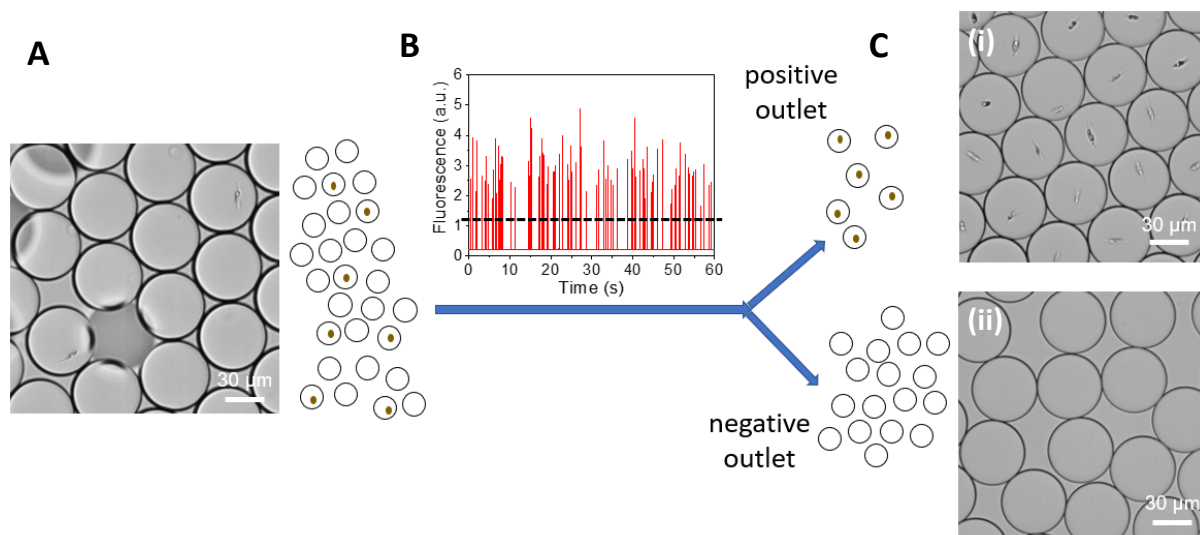 A
B
C
6
5
4
3
2
1
0
Fluorescence (a.u.)
0
10
20
30
40
50
60
Time (s)
positive
outlet
negative
outlet
30 µm
(i)
30 µm
(ii)
30 µm